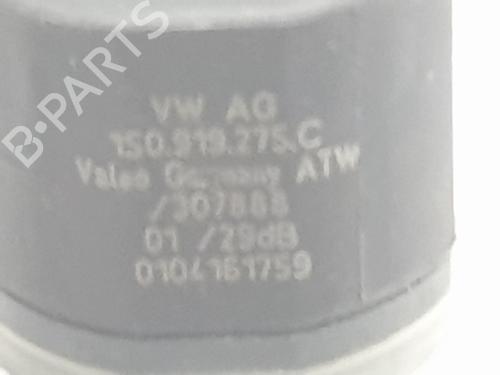 B-PARTS
VW AG
1S0.919.275.C
Valeo Germany ATW
/307888
01 /29dB
0104161759